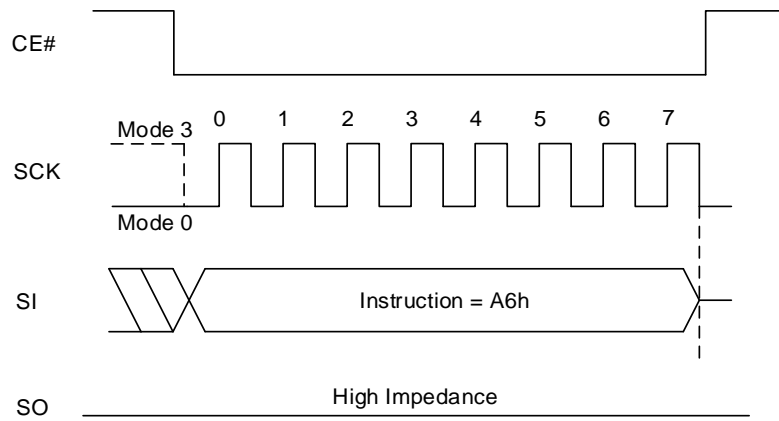 CE#
Mode 3
0 1 2 3 4 5 6 7
SCK
Mode 0
SI
Instruction = A6h
High Impedance
SO